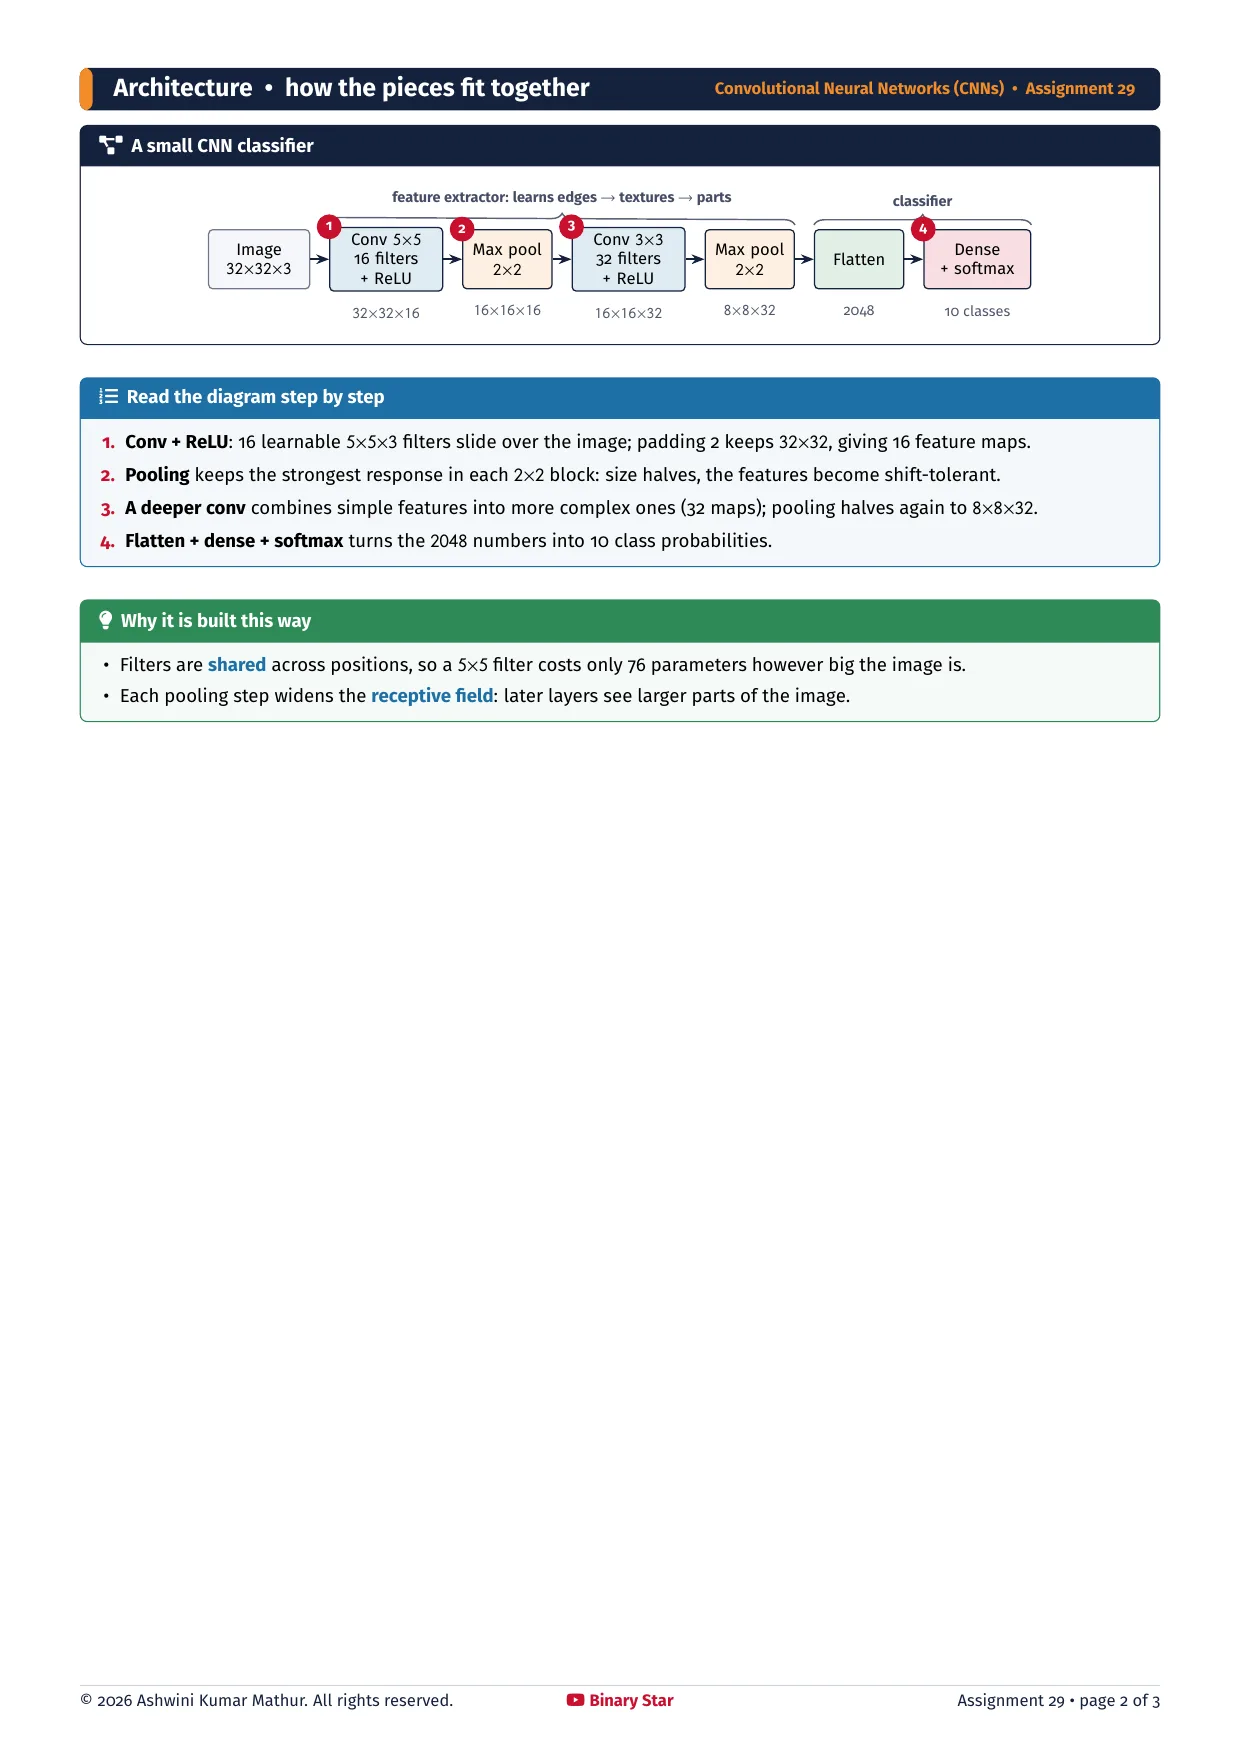 Architecture • how the pieces fit together
Convolutional Neural Networks (CNNs) • Assignment 29
A small CNN classifier
feature extractor: learns edges → textures → parts
classifier
1
2
3
4
Image
32×32×3
Conv 5×5
16 filters
+ ReLU
32×32×16
Max pool
2×2
16×16×16
Conv 3×3
32 filters
+ ReLU
16×16×32
Max pool
2×2
8×8×32
Flatten
2048
Dense
+ softmax
10 classes
Read the diagram step by step
1. Conv + ReLU: 16 learnable 5×5×3 filters slide over the image; padding 2 keeps 32×32, giving 16 feature maps.
2. Pooling keeps the strongest response in each 2×2 block: size halves, the features become shift-tolerant.
3. A deeper conv combines simple features into more complex ones (32 maps); pooling halves again to 8×8×32.
4. Flatten + dense + softmax turns the 2048 numbers into 10 class probabilities.
Why it is built this way
• Filters are shared across positions, so a 5×5 filter costs only 76 parameters however big the image is.
• Each pooling step widens the receptive field: later layers see larger parts of the image.
© 2026 Ashwini Kumar Mathur. All rights reserved.
Binary Star
Assignment 29 • page 2 of 3